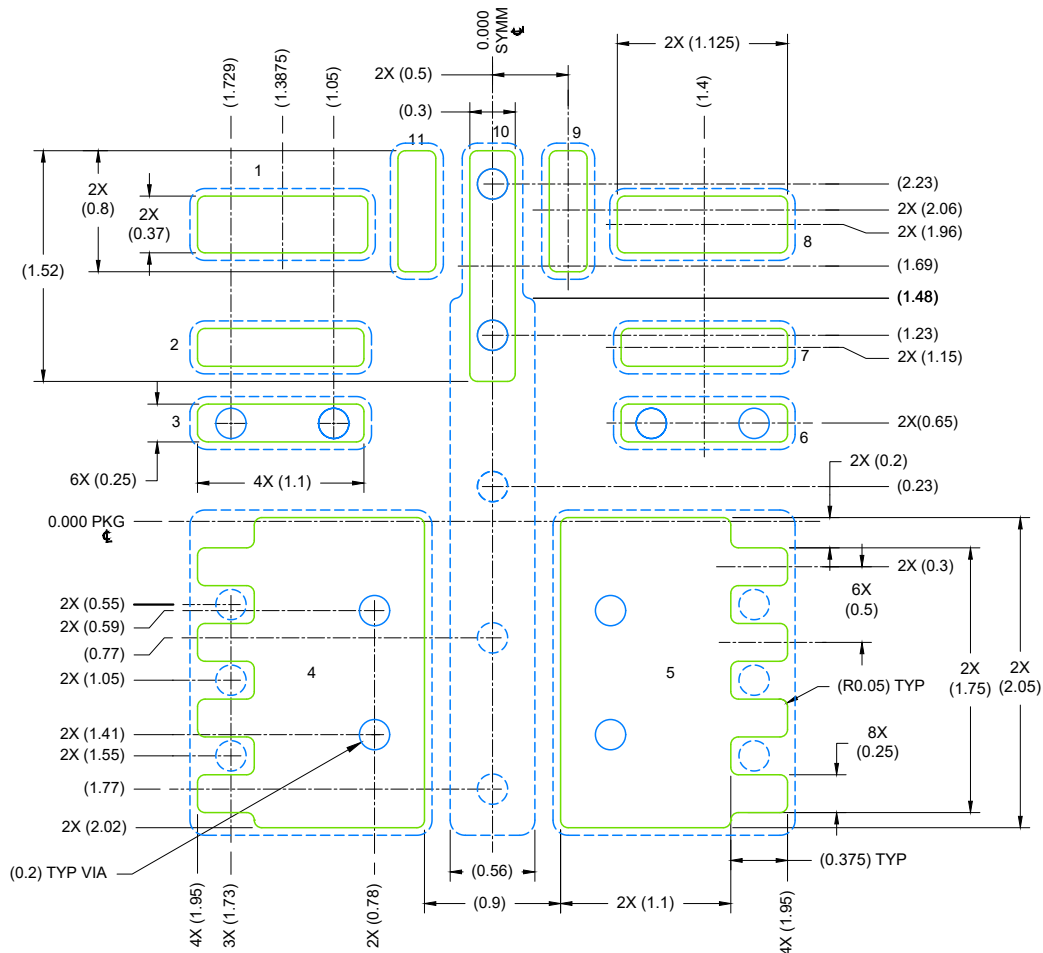 0.000
SYMM
℄
2X (1.125)
2X (0.5)
(1.729)
(1.3875)
(1.05)
(1.4)
(0.3)
11
10
9
1
(2.23)
2X
(0.8)
2X
(0.37)
2X (2.06)
2X (1.96)
8
(1.52)
(1.69)
(1.48)
(1.23)
2
7
2X (1.15)
3
6
2X(0.65)
2X (0.2)
6X (0.25)
4X (1.1)
(0.23)
0.000 PKG
℄
2X (0.3)
6X
(0.5)
2X (0.55)
2X (0.59)
(0.77)
4
5
2X
(1.75)
2X
(2.05)
2X (1.05)
(R0.05) TYP
2X (1.41)
2X (1.55)
8X
(0.25)
(1.77)
2X (2.02)
(0.2) TYP VIA
(0.56)
(0.375) TYP
(0.9)
2X (1.1)
4X (1.95)
3X (1.73)
2X (0.78)
4X (1.95)